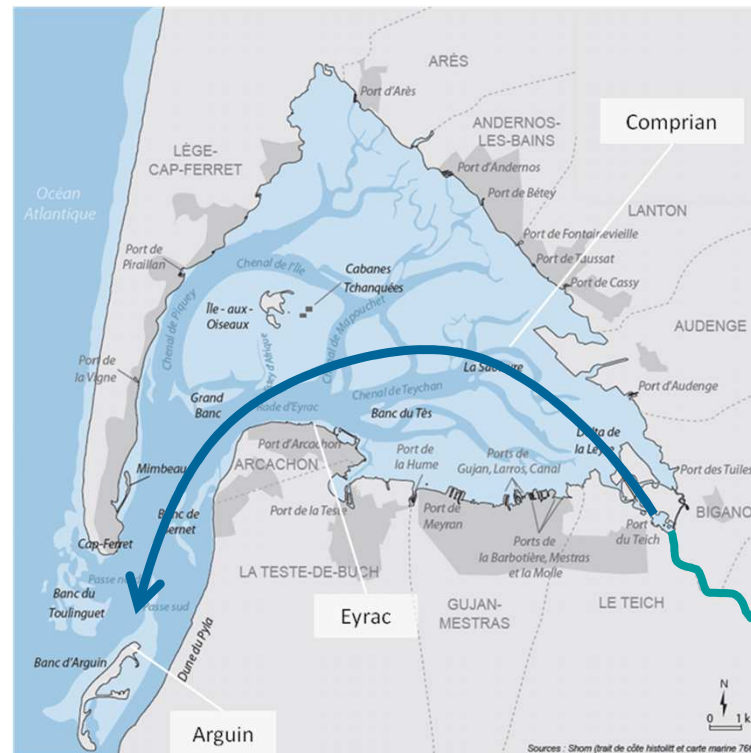 ARÈS
Port d'Arès
Comprian
ANDERNOS-
LES-BAINS
LÈGE-
CAP-FERRET
Port d'Andernos
Océan
Atlantique
Port de Bétey
LANTON
Port de Fontainevieille
Port de
Piraillan
Port de Taussat
Chenal de l'Île
Cabanes
Tchanquées
Port de Cassy
Île-aux-
Oiseaux
Chenal de Piquey
Chenal de Mapouchet
AUDENGE
Port de
la Vigne
La
Port d'Audenge
Chenal de Teychan
Grand
Banc
d'Eyrac
Banc du Tès
Delta de
la Leyre
Port d'Arcachon
Port de
la Hume
Ports de
Gujan, Larros, Canal
ARCACHON
Mimbeau
Port des Tuiles
Port de la Teste
Port de
Meyran
BIGANO
Banc de
Port
du Teich
Cap-Ferret
Ports de
la Barbotière, Mestras
et la Molle
LA TESTE-DE-BUCH
Passe
Banc du
Toulinguet
Passe sud
LE TEICH
GUJAN-
MESTRAS
Eyrac
Dune du Pyla
Banc d'Arguin
N
0 1 k
Arguin
Sources : Shom (trait de côte histolitt et carte marine 76